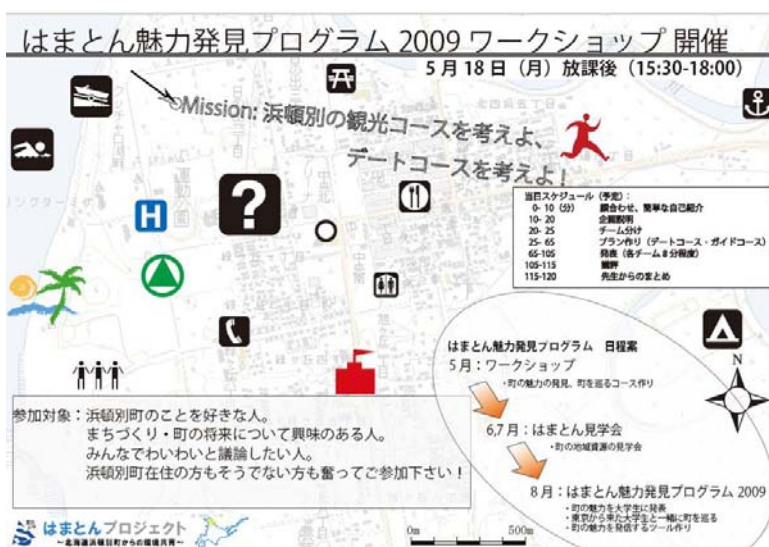 はまとん魅力発見プログラム 2009 ワークショップ 開催
5月18日（月）放課後（15:30-18:00）
Mission: 浜頓別の観光コースを考えよ、
デートコースを考えよ！
?
H
当日スケジュール（予定）：
0- 10（分） 顔合わせ、簡単な自己紹介
10- 20 企画説明
20- 25 チーム分け
25- 65 プラン作り（デートコース・ガイドコース）
65-105 発表（各チーム8分程度）
105-115 講評
115-120 先生からのまとめ
はまとん魅力発見プログラム 日程案
5月：ワークショップ
・町の魅力の発見、町を巡るコース作り
6,7月：はまとん見学会
・町の地域資源の見学会
8月：はまとん魅力発見プログラム 2009
・町の魅力を大学生に発表
・東京から来た大学生と一緒に町を巡る
・町の魅力を発信するツール作り
N
参加対象：浜頓別町のことを好きな人。
まちづくり・町の将来について興味のある人。
みんなでわいわいと議論したい人。
浜頓別町在住の方もそうでない方も奮ってご参加下さい！
はまとんプロジェクト
～北海道浜頓別町からの環境共育～
0m 500m